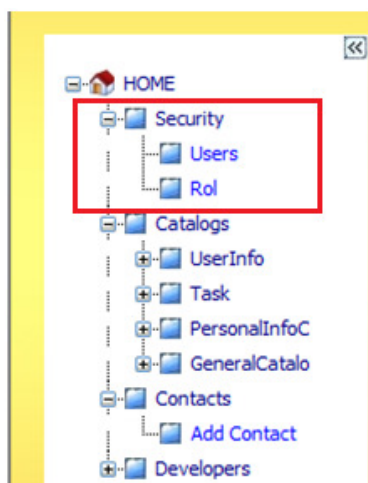 HOME
Security
Users
Rol
Catalogs
UserInfo
Task
PersonalInfoC
GeneralCatalo
Contacts
Add Contact
Developers